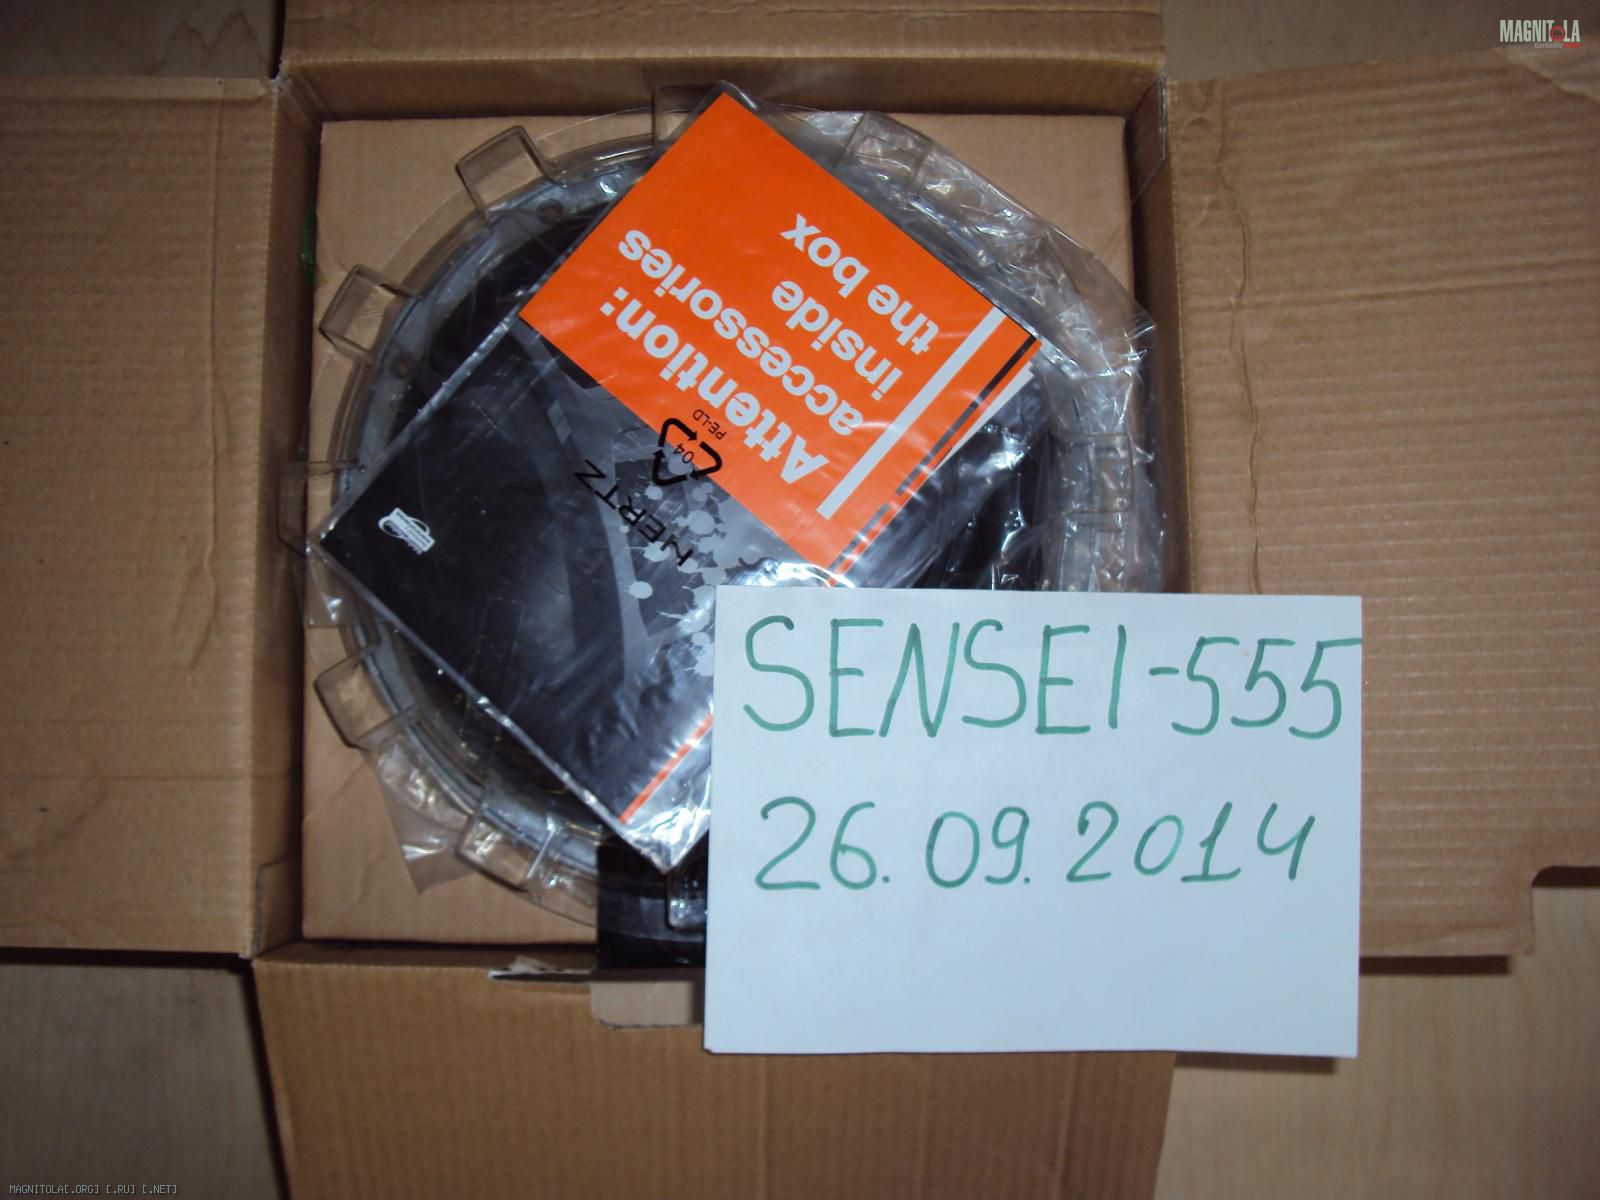 MAGNITOLA
Attention:
accessories
inside
the box
04
PE-LD
HERTZ
SENSEI-555
26.09.2014
MAGNITOLA[.ORG] [.RU] [.NET]